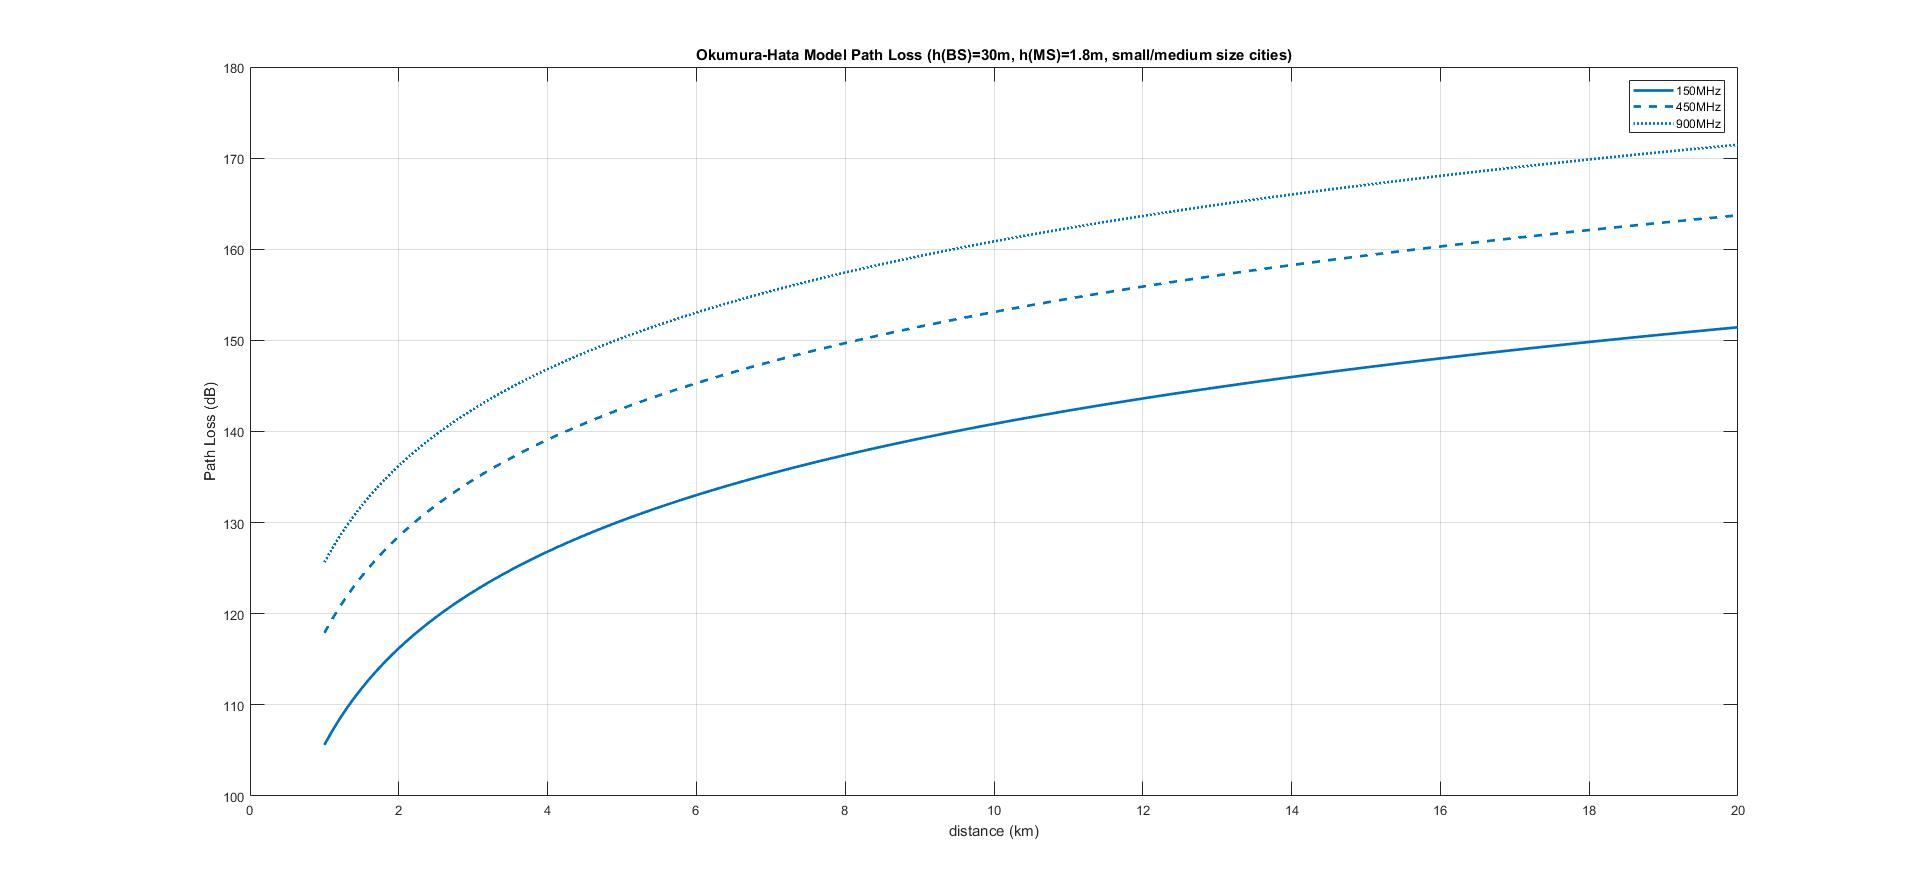 Okumura-Hata Model Path Loss (h(BS)=30m, h(MS)=1.8m, small/medium size cities)
150MHz
450MHz
900MHz
180
170
160
150
140
130
120
110
100
Path Loss (dB)
0 2 4 6 8 10 12 14 16 18 20
distance (km)